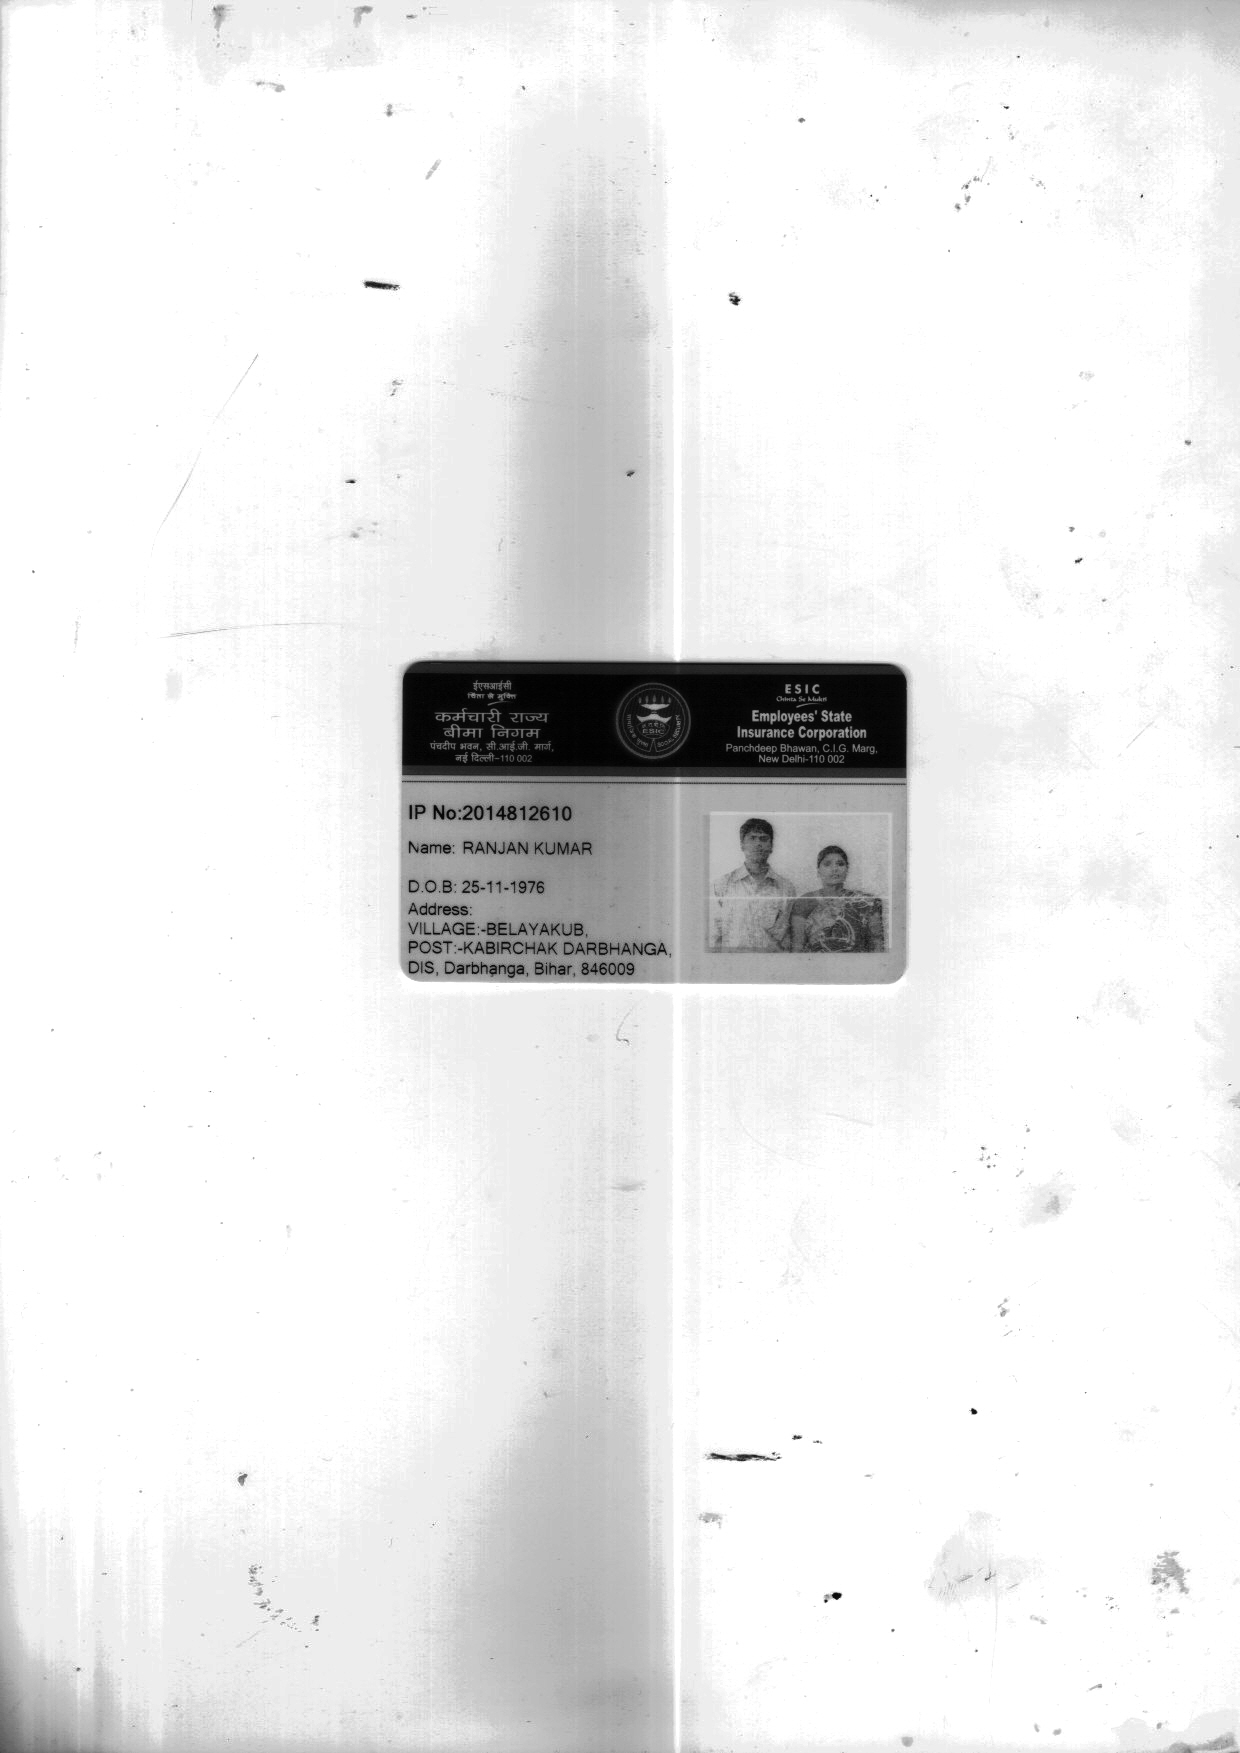 ईएसआईसी
चिंता से मुक्ति
कर्मचारी राज्य
बीमा निगम
पंचदीप भवन, सी.आई.जी. मार्ग,
नई दिल्ली-110 002
ESIC
ESIC
Chinta Se Mukti
Employees' State
Insurance Corporation
Panchdeep Bhawan, C.I.G. Marg,
New Delhi-110 002
IP No:2014812610
Name: RANJAN KUMAR
D.O.B: 25-11-1976
Address:
VILLAGE:-BELAYAKUB,
POST:-KABIRCHAK DARBHANGA,
DIS, Darbhanga, Bihar, 846009